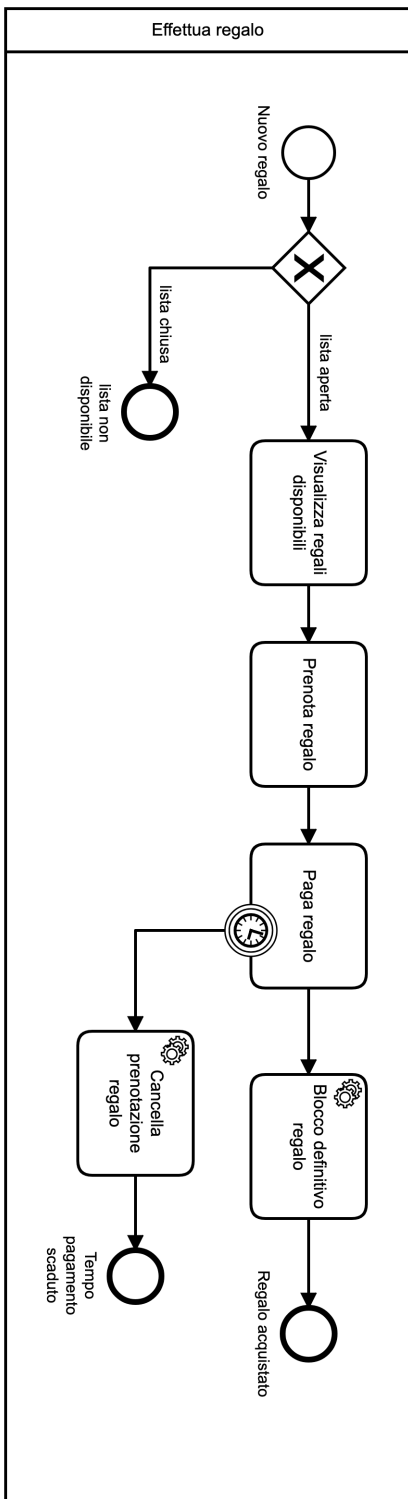 Effettua regalo
Nuovo regalo
lista aperta
lista chiusa
lista non
disponibile
Visualizza regali
disponibili
Prenota regalo
Paga regalo
Blocco definitivo
regalo
Regalo acquistato
Cancella
prenotazione
regalo
Tempo
pagamento
scaduto